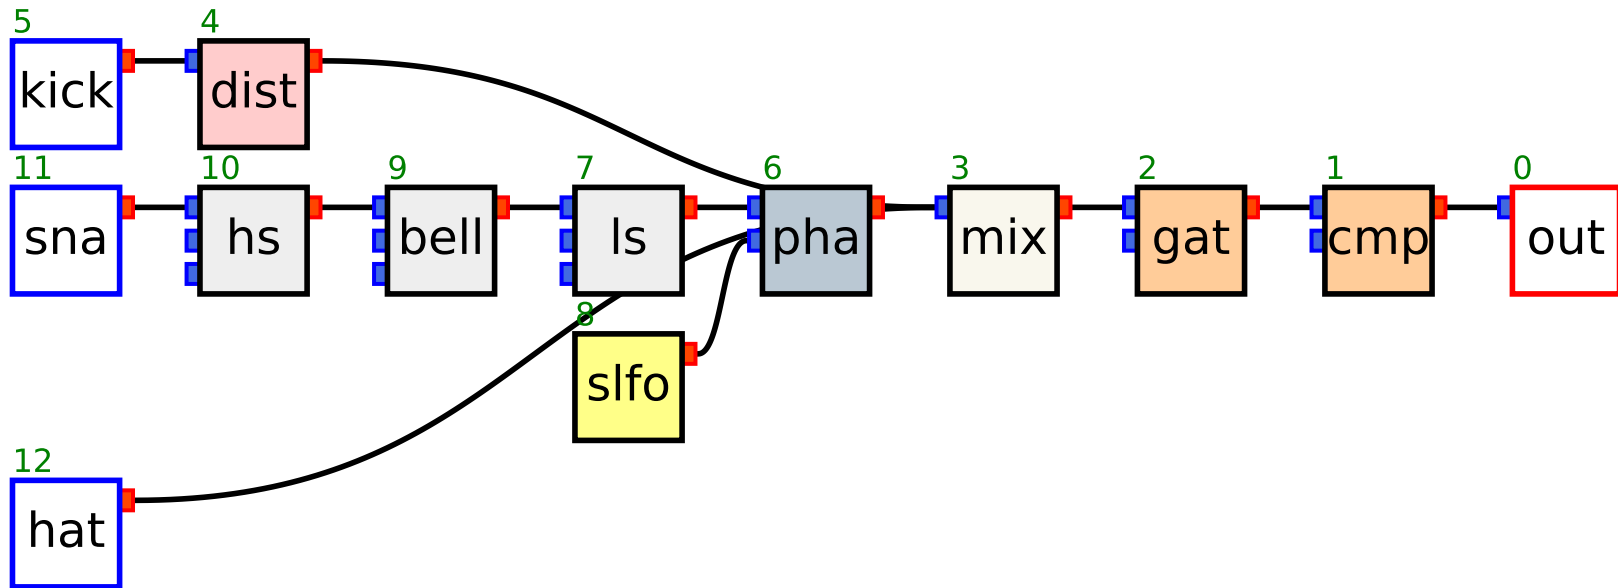 5 4
kick dist
11 10 9 7 6 3 2 1 0
sna hs bell ls pha mix gat cmp out
8
slfo
12
hat